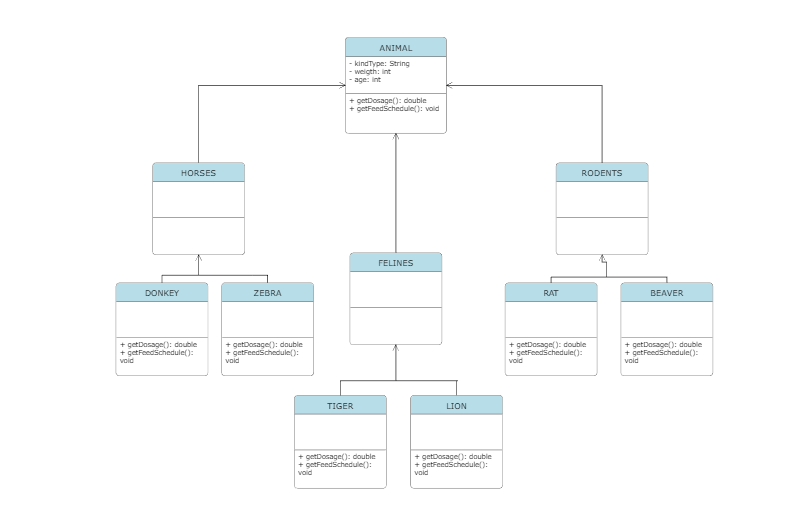 ANIMAL
- kindType: String
- weigth: int
- age: int
+ getDosage(): double
+ getFeedSchedule(): void
HORSES
RODENTS
FELINES
DONKEY
+ getDosage(): double
+ getFeedSchedule():
void
ZEBRA
+ getDosage(): double
+ getFeedSchedule():
void
RAT
+ getDosage(): double
+ getFeedSchedule():
void
BEAVER
+ getDosage(): double
+ getFeedSchedule():
void
TIGER
+ getDosage(): double
+ getFeedSchedule():
void
LION
+ getDosage(): double
+ getFeedSchedule():
void